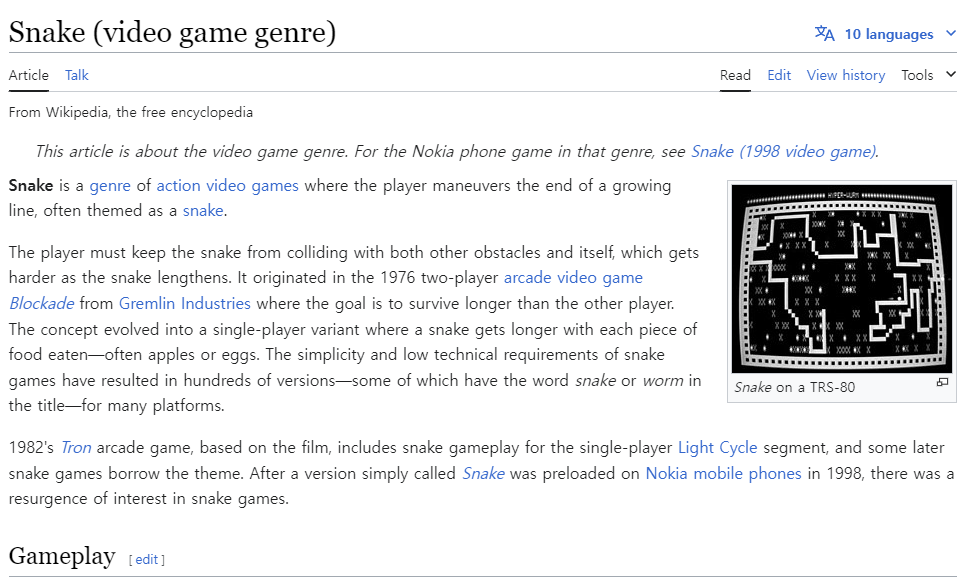 Snake (video game genre)
10 languages
Article Talk Read Edit View history Tools
From Wikipedia, the free encyclopedia
This article is about the video game genre. For the Nokia phone game in that genre, see Snake (1998 video game).
Snake is a genre of action video games where the player maneuvers the end of a growing
line, often themed as a snake.
The player must keep the snake from colliding with both other obstacles and itself, which gets
harder as the snake lengthens. It originated in the 1976 two-player arcade video game
Blockade from Gremlin Industries where the goal is to survive longer than the other player.
The concept evolved into a single-player variant where a snake gets longer with each piece of
food eaten—often apples or eggs. The simplicity and low technical requirements of snake
games have resulted in hundreds of versions—some of which have the word snake or worm in
the title—for many platforms.
HYPER-WURM
Snake on a TRS-80
1982's Tron arcade game, based on the film, includes snake gameplay for the single-player Light Cycle segment, and some later
snake games borrow the theme. After a version simply called Snake was preloaded on Nokia mobile phones in 1998, there was a
resurgence of interest in snake games.
Gameplay [ edit ]